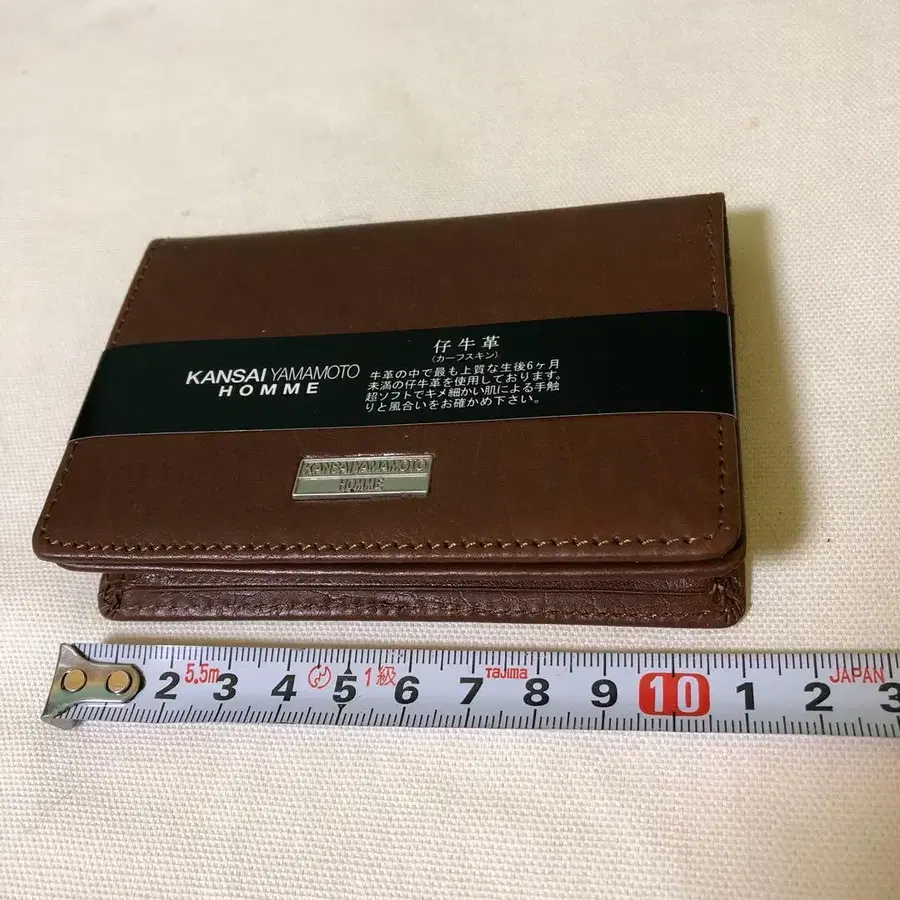 仔牛革
(カーフスキン)
KANSAI YAMAMOTO
HOMME
牛革の中で最も上質な生後6ヶ月
未満の仔牛革を使用しております。
超ソフトでキメ細かい肌による手触
りと風合いをお確かめ下さい。
KANSAI YAMAMOTO
HOMME
2 5.5m 3 4 5 1級 6 7 Tajima 8 9 10 1 2 JAPAN 3